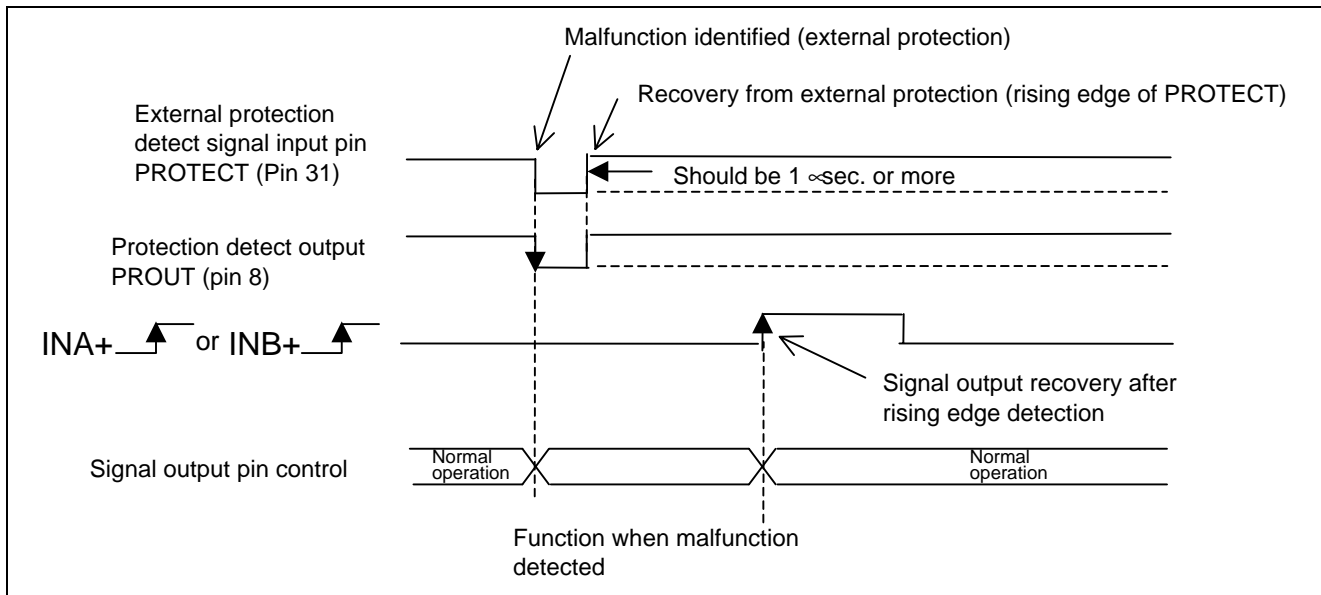 Malfunction identified (external protection)
Recovery from external protection (rising edge of PROTECT)
External protection
detect signal input pin
PROTECT (Pin 31)
Should be 1 ∝sec. or more
Protection detect output
PROUT (pin 8)
INA+ or INB+
Signal output recovery after
rising edge detection
Signal output pin control
Normal
operation
Normal
operation
Function when malfunction
detected